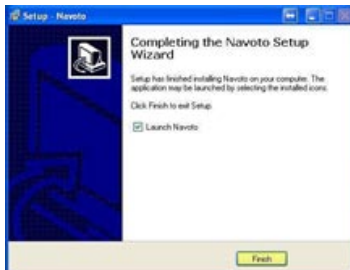 Setup - Navoto
Completing the Navoto Setup
Wizard
Setup has finished installing Navoto on your computer. The
application may be launched by selecting the installed icons.
Click Finish to exit Setup.
Launch Navoto
Finish